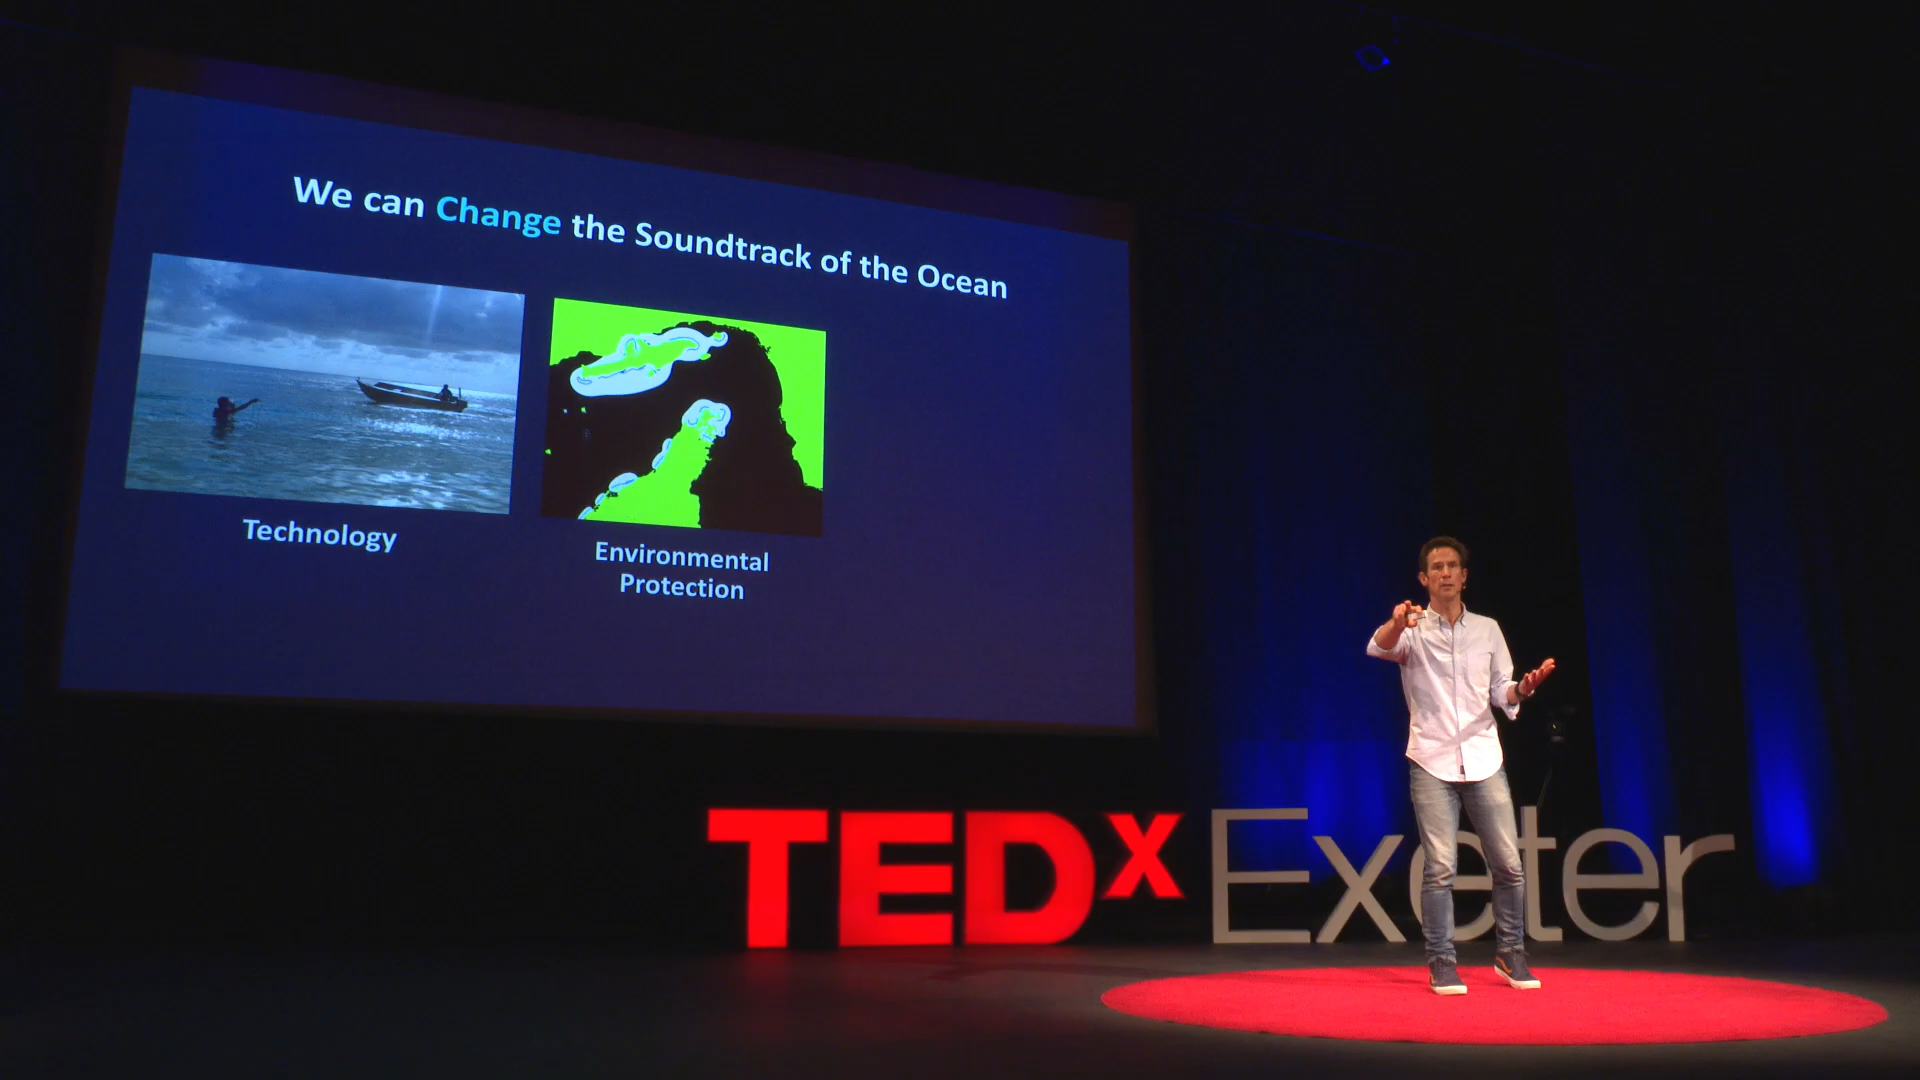 We can Change the Soundtrack of the Ocean
Technology
Environmental
Protection
TEDx Exeter